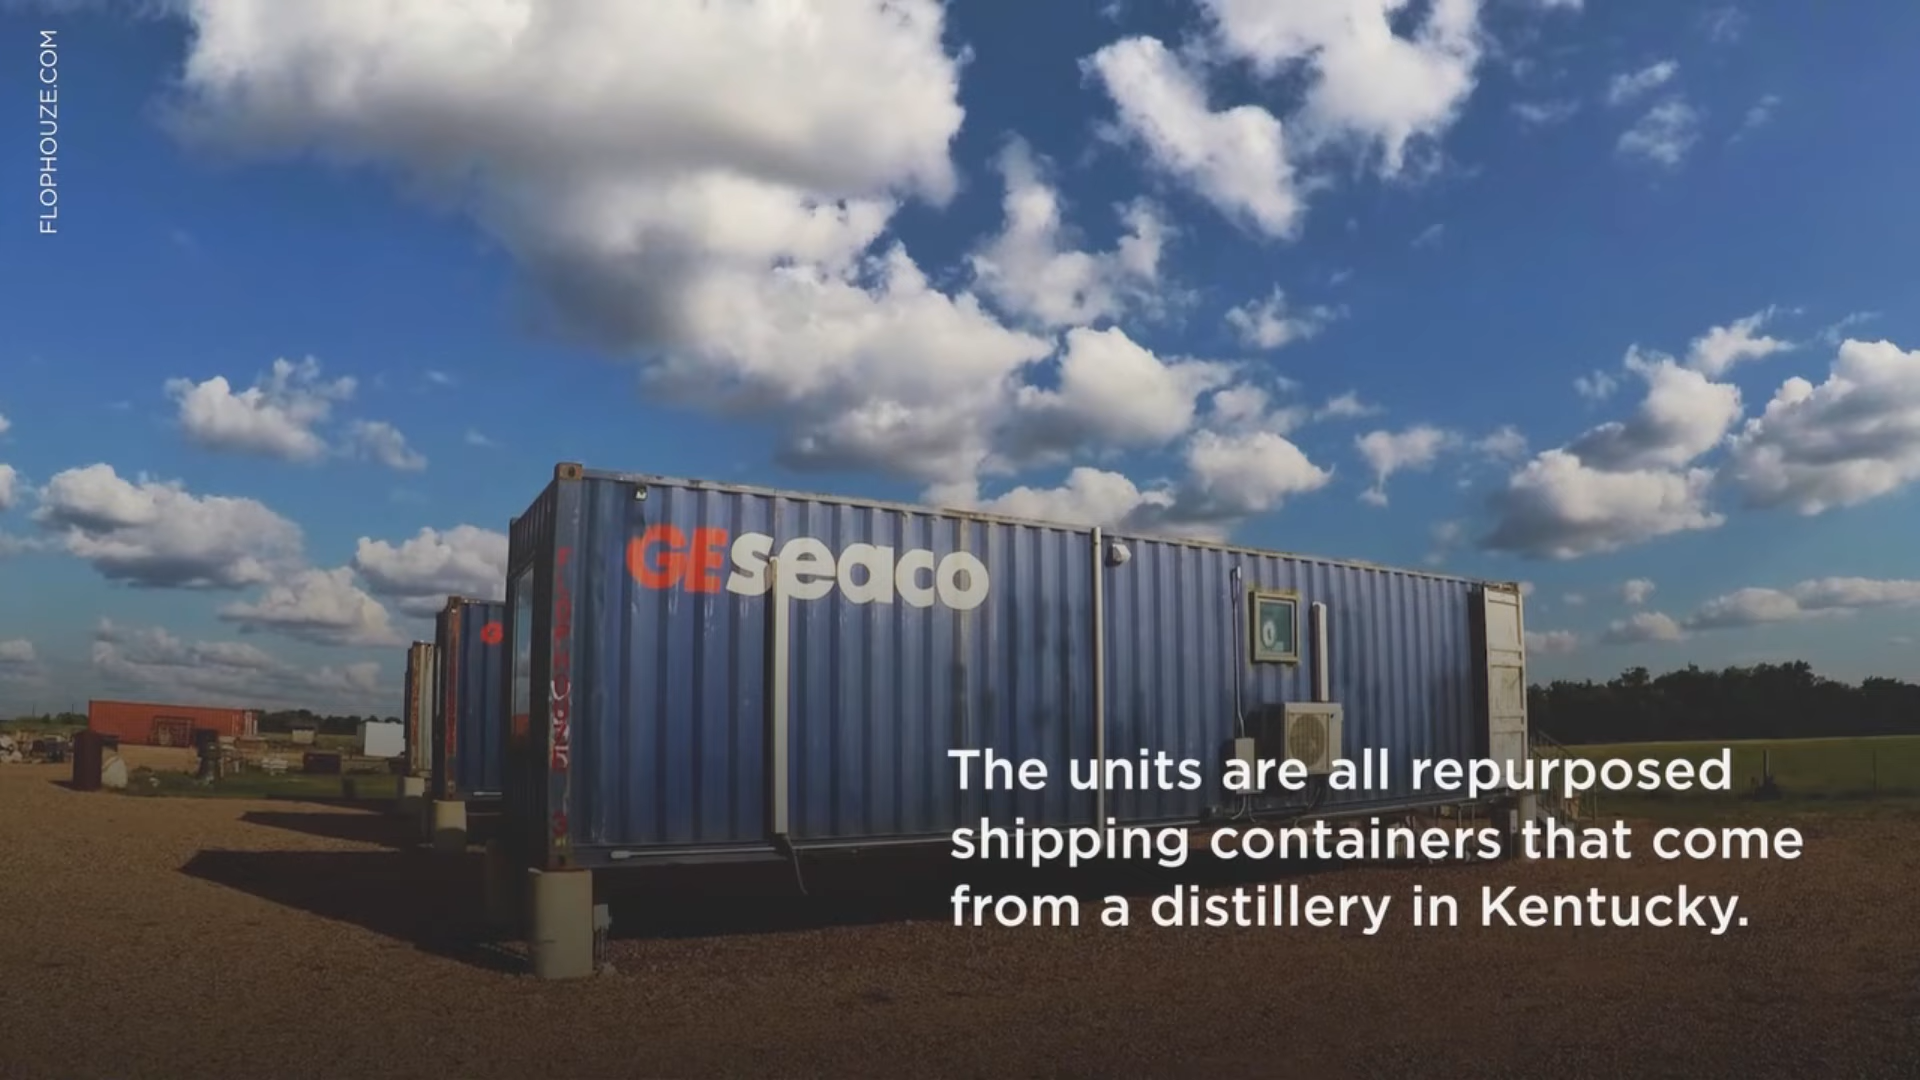 FLOPHOUZE.COM
GEseaco
The units are all repurposed
shipping containers that come
from a distillery in Kentucky.